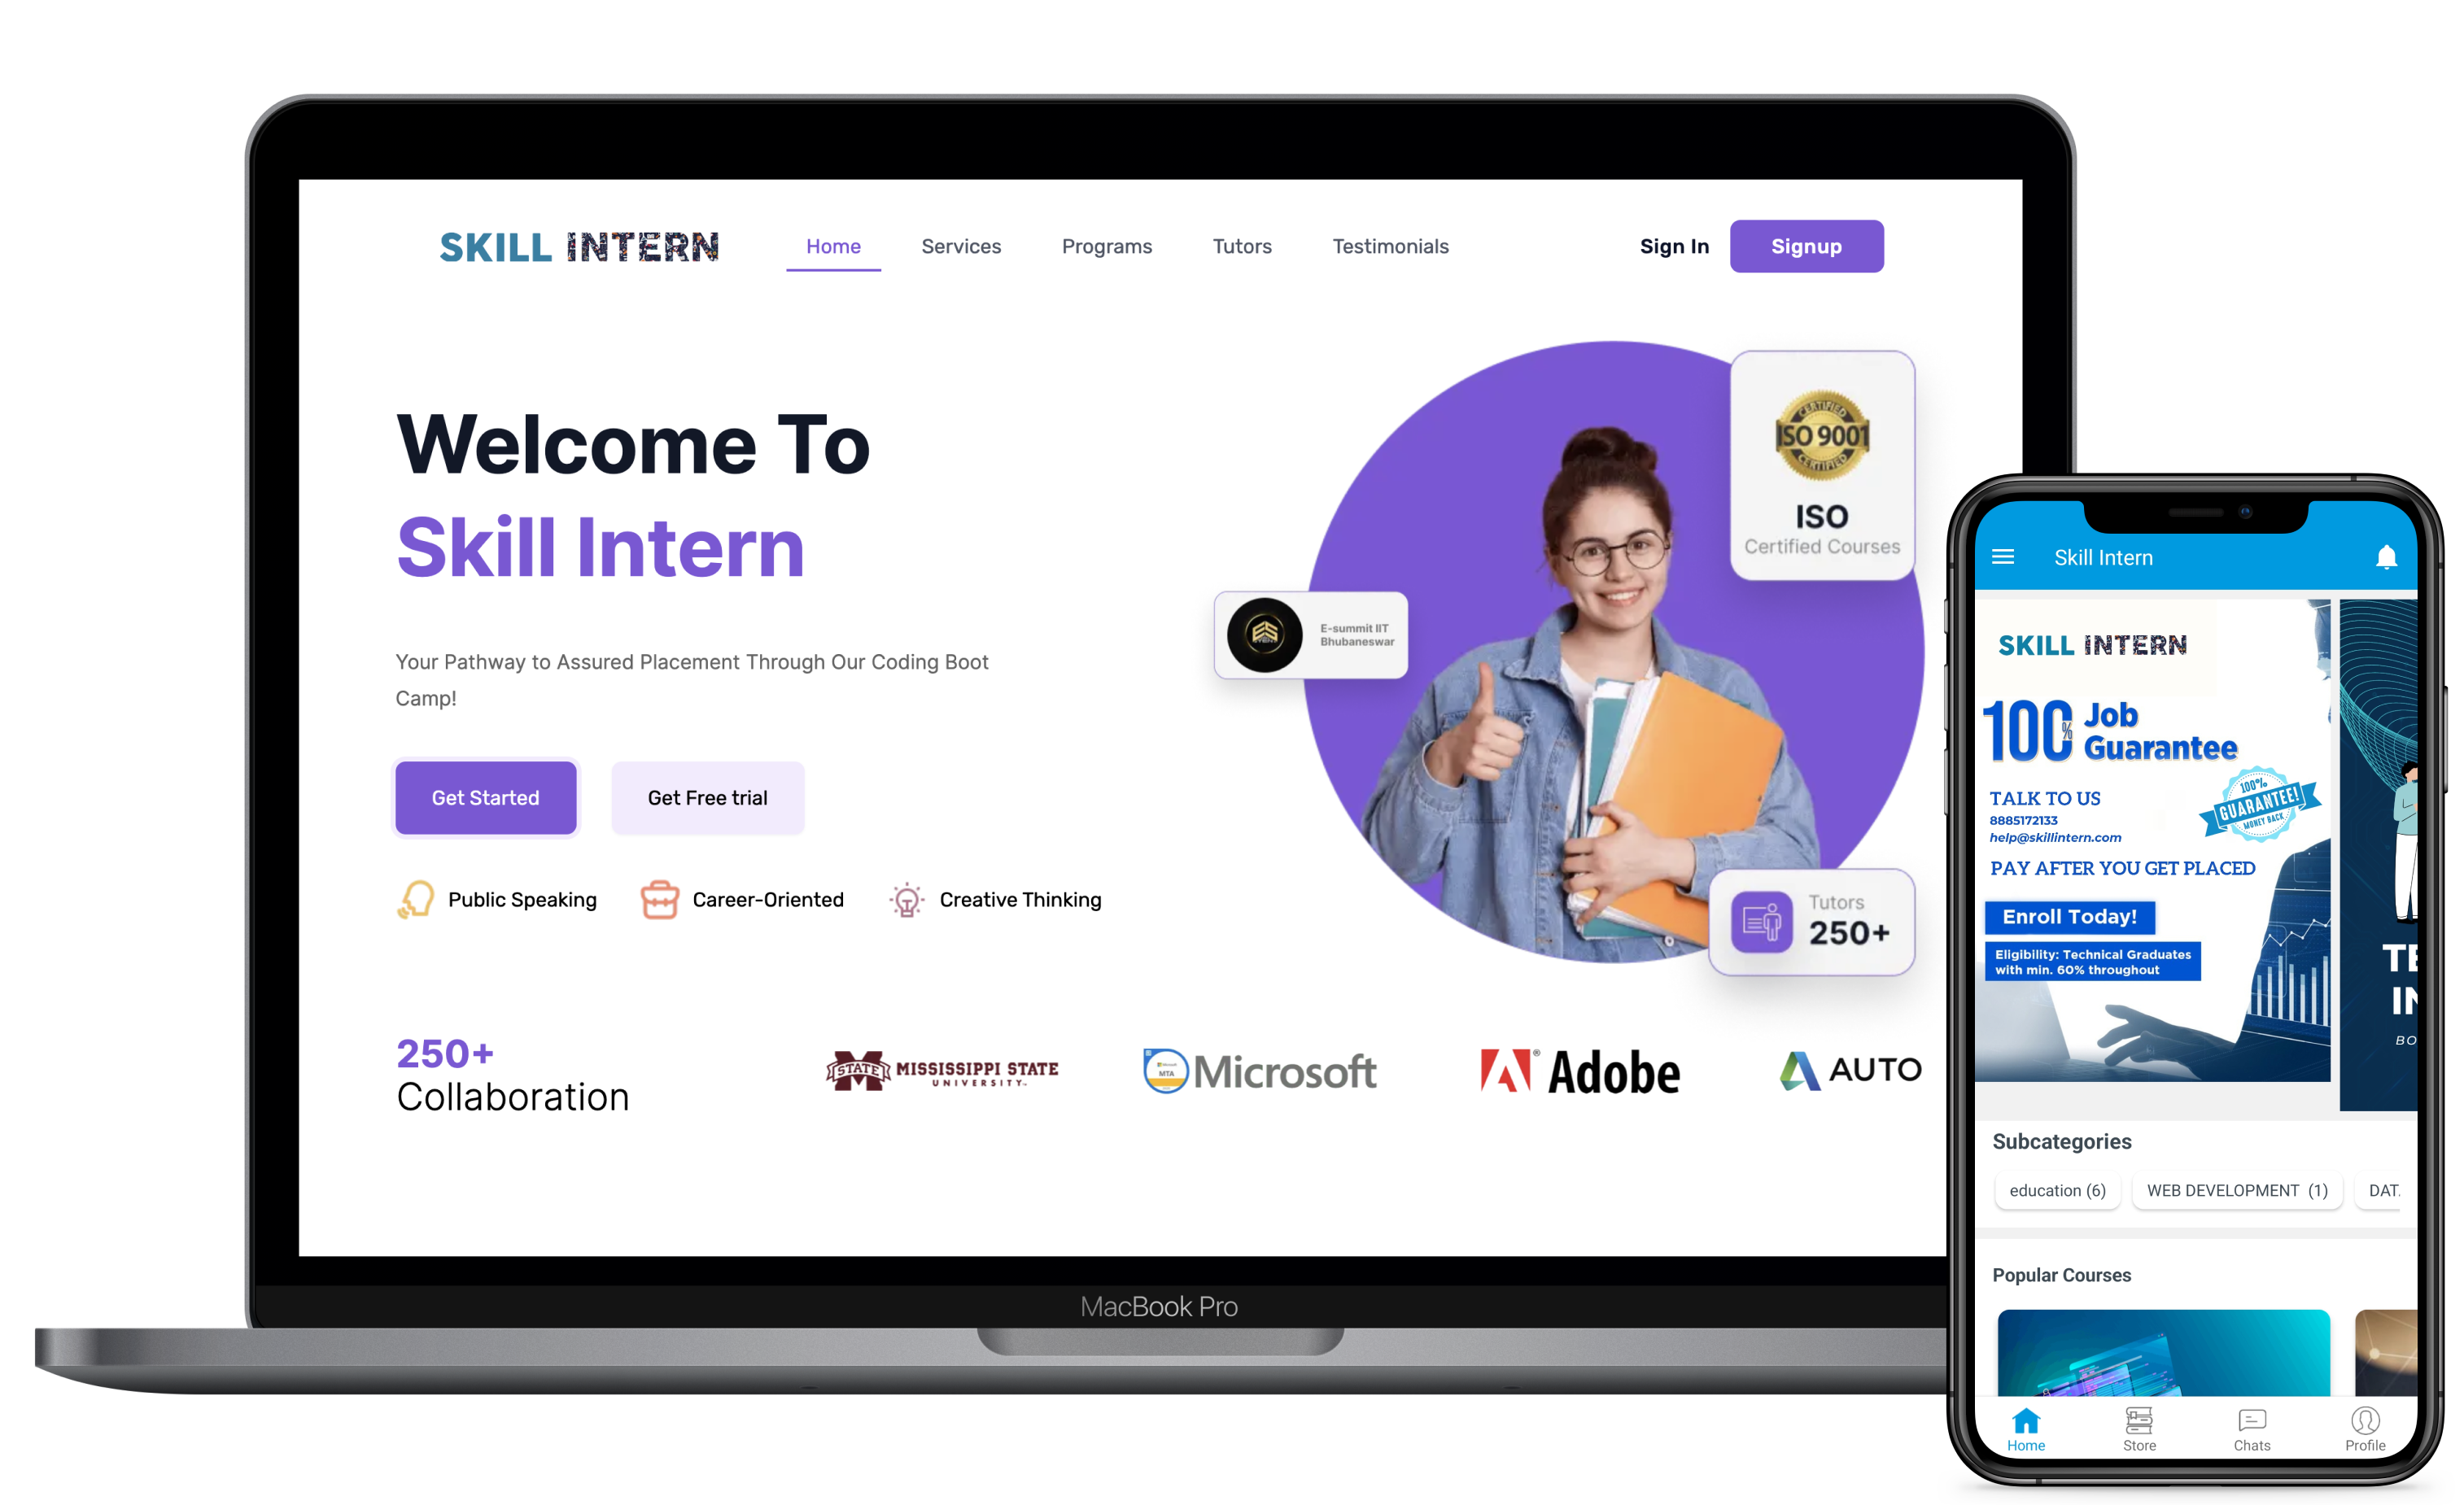 SKILL INTERN
Home
Services
Programs
Tutors
Testimonials
Sign In
Signup
Welcome To
Skill Intern
Your Pathway to Assured Placement Through Our Coding Boot
Camp!
Get Started
Get Free trial
Public Speaking
Career-Oriented
Creative Thinking
CERTIFIED
ISO 9001
CERTIFIED
ISO
Certified Courses
E-summit IIT
Bhubaneswar
Tutors
250+
250+
Collaboration
STATE
MISSISSIPPI STATE
UNIVERSITY™
MTA
Microsoft
Adobe
AUTO
MacBook Pro
Skill Intern
SKILL INTERN
100%
Job
Guarantee
100%
GUARANTEE!
MONEY BACK
TALK TO US
8885172133
help@skillintern.com
PAY AFTER YOU GET PLACED
Enroll Today!
Eligibility: Technical Graduates
with min. 60% throughout
TE
IN
BO
Subcategories
education (6)
WEB DEVELOPMENT (1)
DAT.
Popular Courses
Home
Store
Chats
Profile